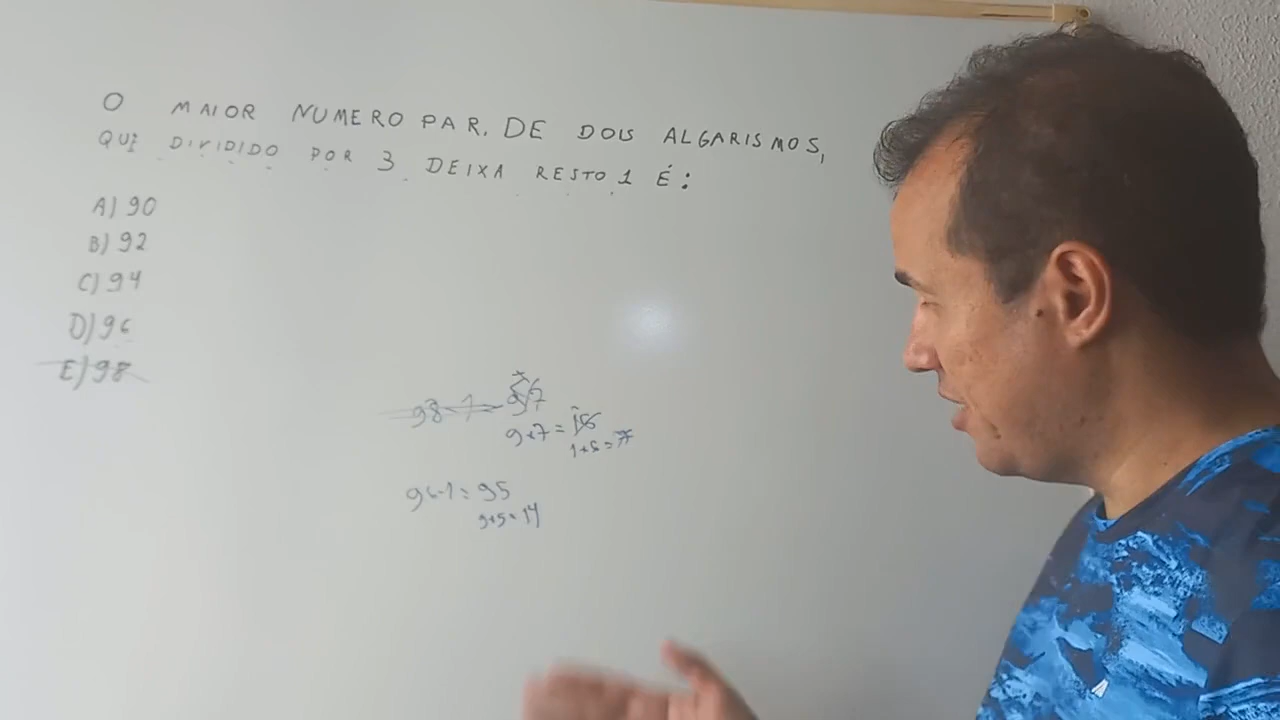 O MAIOR NUMERO PAR. DE DOIS ALGARISMOS,
QUE DIVIDIDO POR 3 DEIXA RESTO 1 É:
A) 90
B) 92
C) 94
D) 96
E) 98
98-1=97
9+7=16
1+6=7
96-1=95
9+5=14